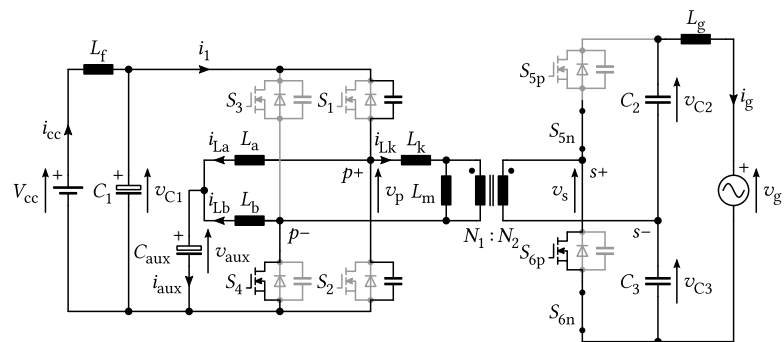 L_f
i_1
S_3
S_1
i_cc
V_cc
C_1
v_C1
i_La
L_a
p+
i_Lk
L_k
i_Lb
L_b
p−
v_p
L_m
C_aux
v_aux
i_aux
S_4
S_2
N_1 : N_2
S_5p
S_5n
v_s
s+
s−
S_6p
S_6n
C_2
v_C2
C_3
v_C3
L_g
i_g
v_g
+
+
+
+